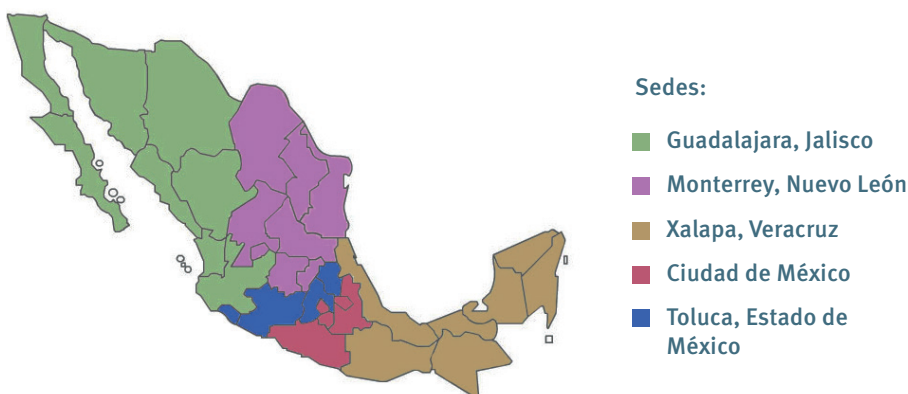 Sedes:
Guadalajara, Jalisco
Monterrey, Nuevo León
Xalapa, Veracruz
Ciudad de México
Toluca, Estado de
México